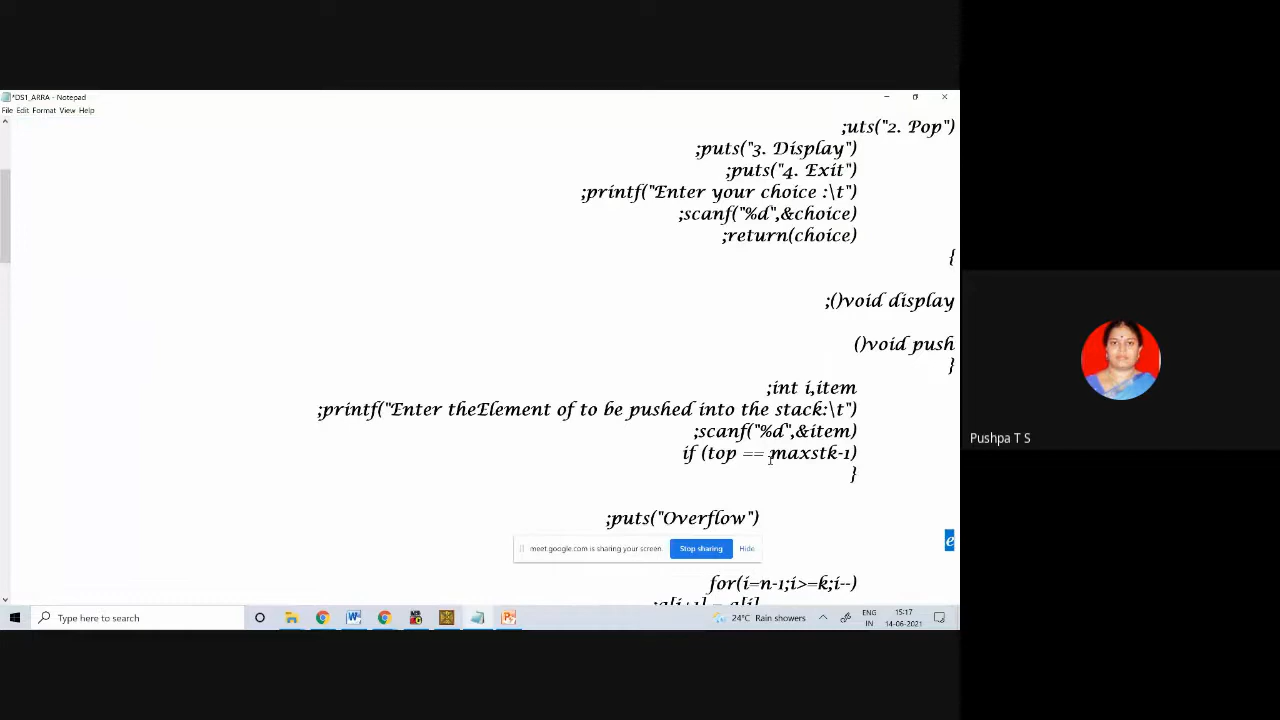 *DS1_ARRA - Notepad
File Edit Format View Help
;uts("2. Pop")
;puts("3. Display")
;puts("4. Exit")
;printf("Enter your choice :\t")
;scanf("%d",&choice)
;return(choice)
{
;()void display
()void push
}
;int i,item
;printf("Enter theElement of to be pushed into the stack:\t")
;scanf("%d",&item)
if (top == maxstk-1)
}
;puts("Overflow")
e
meet.google.com is sharing your screen.
Stop sharing
Hide
for(i=n-1;i>=k;i--)
;a[i+1] = a[i]
Type here to search
24°C Rain showers
ENG
IN
15:17
14-06-2021
Pushpa T S